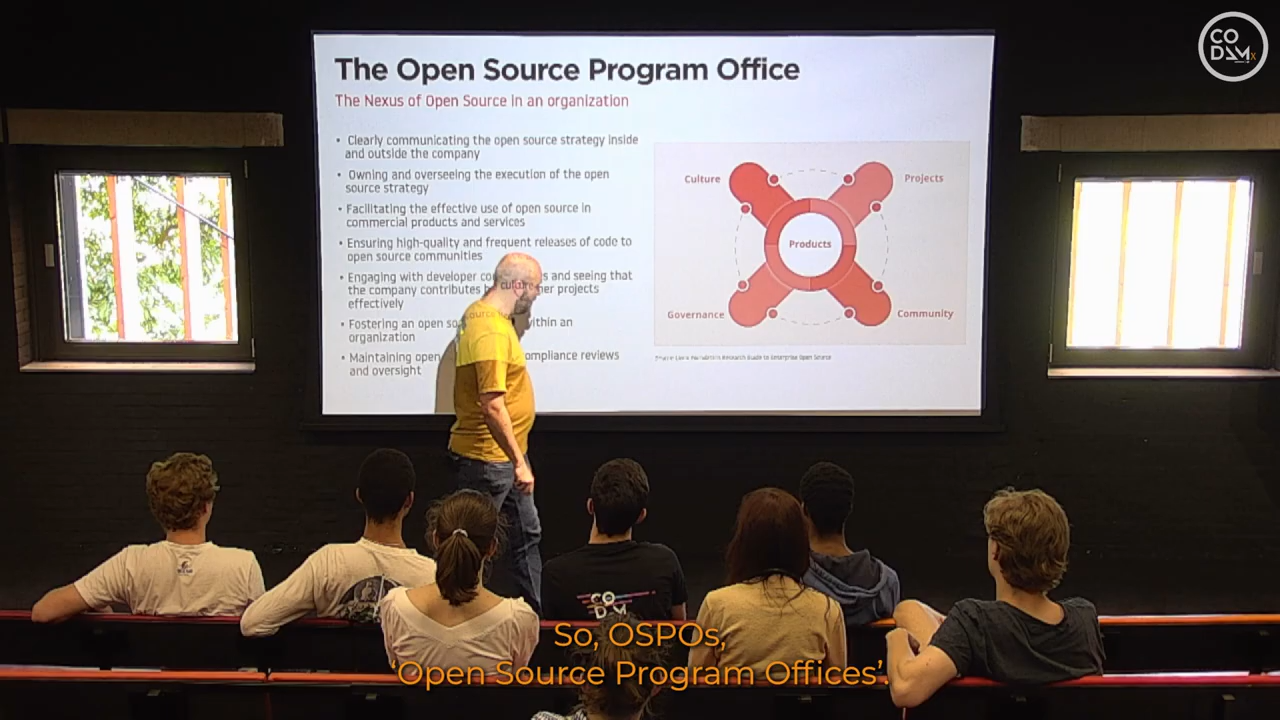 CO
DAM
x
The Open Source Program Office
The Nexus of Open Source in an organization
• Clearly communicating the open source strategy inside
and outside the company
• Owning and overseeing the execution of the open
source strategy
• Facilitating the effective use of open source in
commercial products and services
• Ensuring high-quality and frequent releases of code to
open source communities
• Engaging with developer and seeing that
the company contributes projects
effectively
• Fostering an open culture within an
organization
• Maintaining open compliance reviews
and oversight
Culture
Projects
Products
Governance
Community
CO
DAM
So, OSPOs,
‘Open Source Program Offices’.